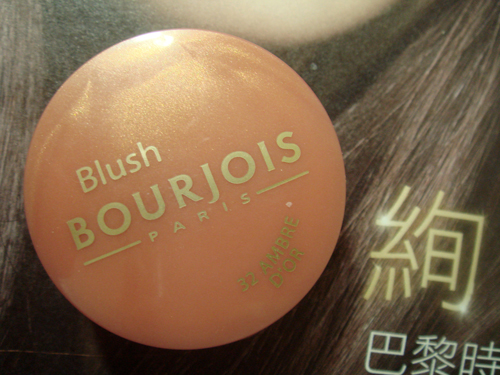 Blush
BOURJOIS
PARIS
32 AMBRE
D'OR
絢
巴黎時